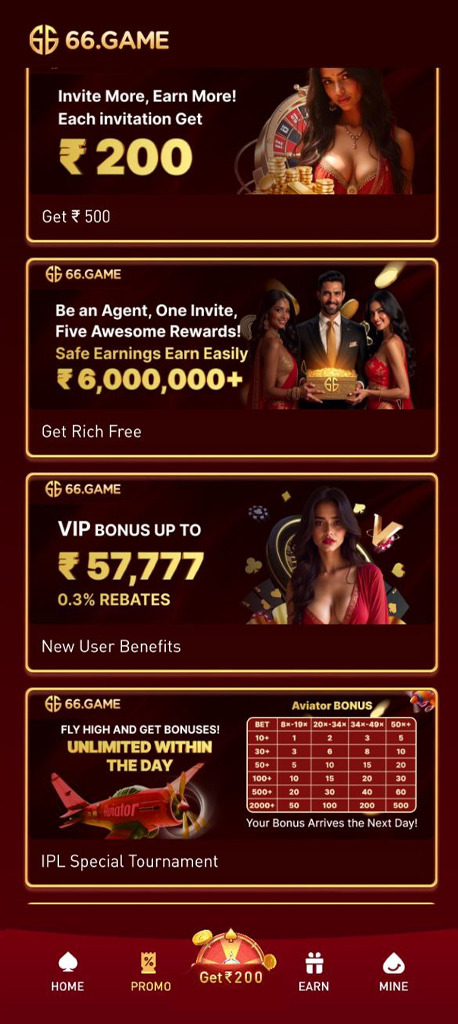 66.GAME
Invite More, Earn More!
Each invitation Get
₹ 200
Get ₹ 500
66.GAME
Be an Agent, One Invite,
Five Awesome Rewards!
Safe Earnings Earn Easily
₹ 6,000,000+
Get Rich Free
66.GAME
VIP BONUS UP TO
₹ 57,777
0.3% REBATES
New User Benefits
66.GAME
FLY HIGH AND GET BONUSES!
UNLIMITED WITHIN
THE DAY
Aviator
Aviator BONUS
BET 8×-19× 20×-34× 34×-49× 50×+
10+ 1 2 3 5
30+ 3 6 8 10
50+ 5 10 15 20
100+ 10 15 20 30
500+ 20 30 40 60
2000+ 50 100 200 500
Your Bonus Arrives the Next Day!
IPL Special Tournament
HOME
PROMO
Get₹200
EARN
MINE